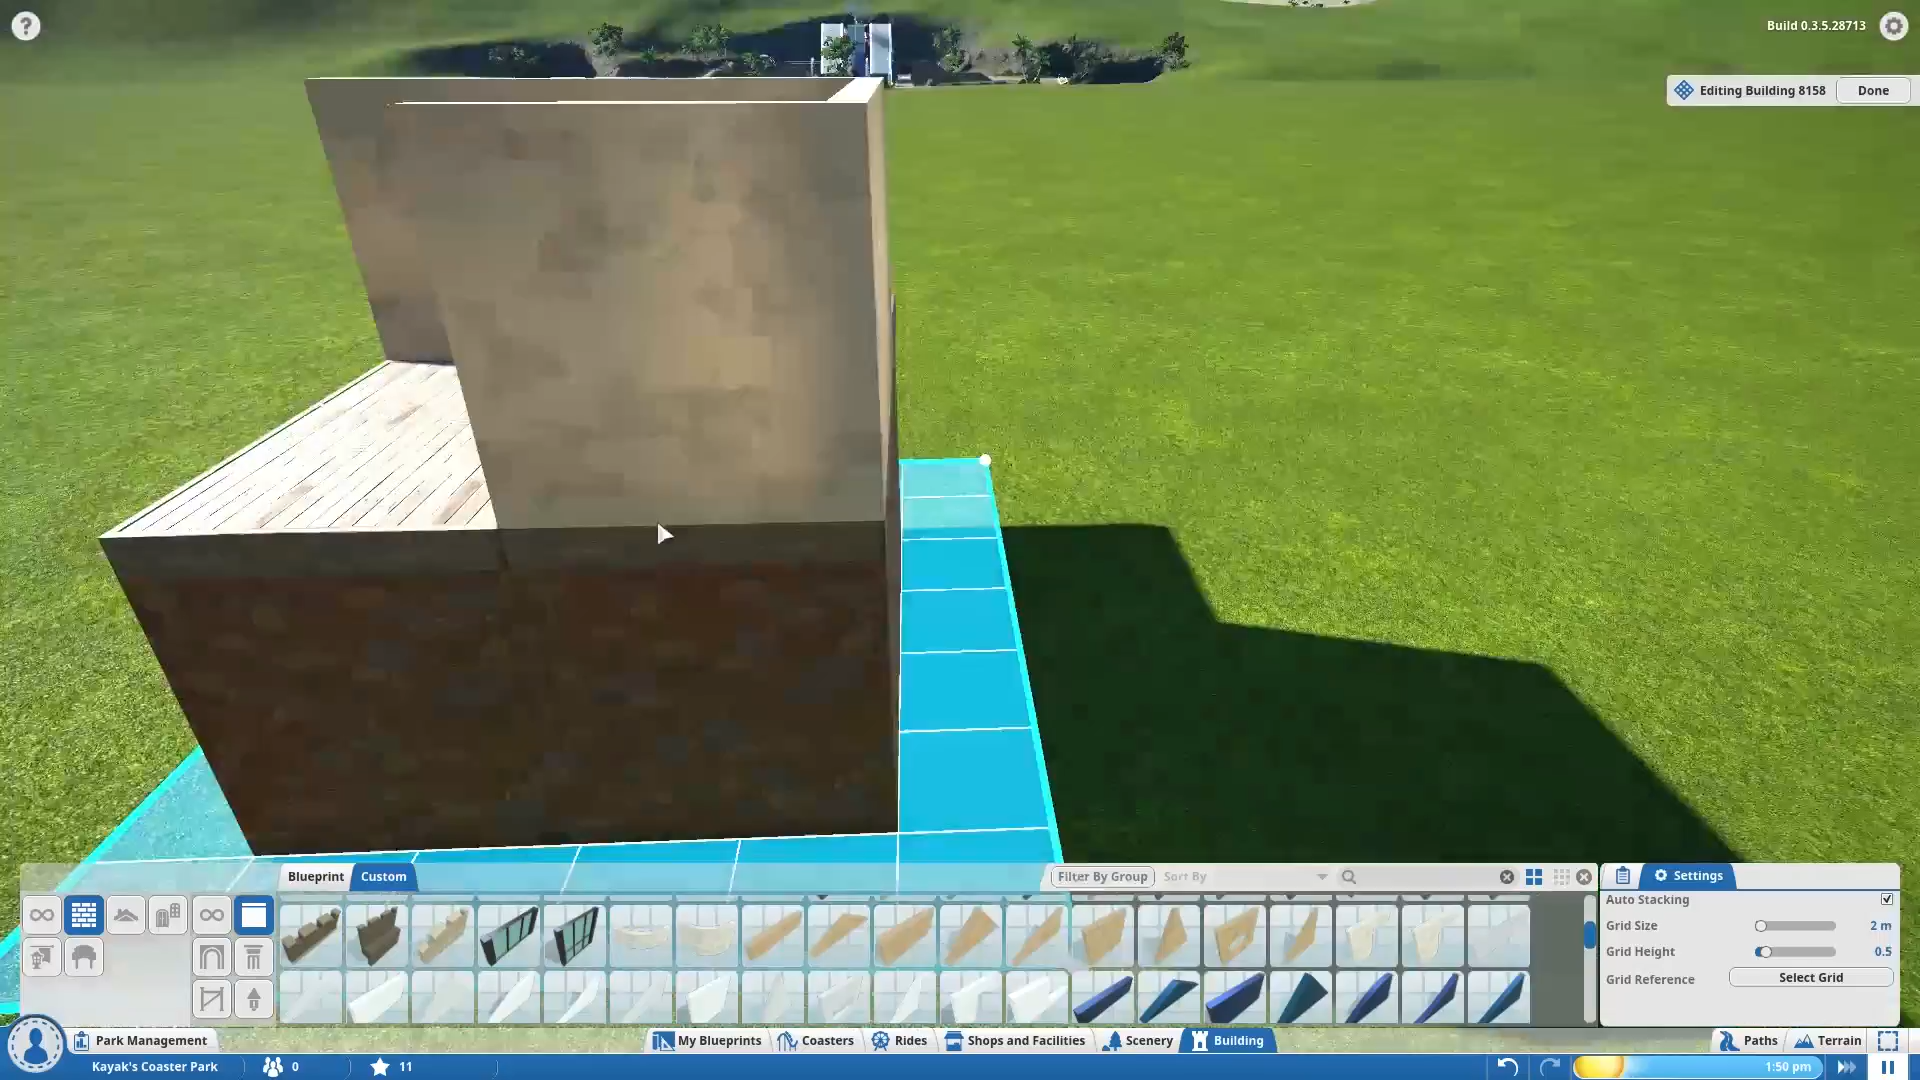 ?
Build 0.3.5.28713
Editing Building 8158
Done
Blueprint
Custom
Filter By Group
Sort By
Settings
Auto Stacking
Grid Size
2 m
Grid Height
0.5
Grid Reference
Select Grid
Park Management
My Blueprints
Coasters
Rides
Shops and Facilities
Scenery
Building
Paths
Terrain
Kayak's Coaster Park
0
11
1:50 pm